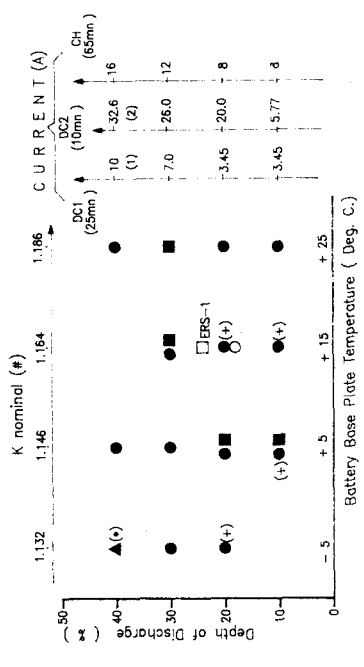 K nominal (#)
C U R R E N T (A)
DC1
(25mn)
DC2
(10mn)
CH
(65mn)
1.132 1.146 1.164 1.186
50
40 (*) 10 32.6 16
(1) (2)
30 7.0 26.0 12
ERS-1
20 (+) (+) 3.45 20.0 8
10 (+) (+) 3.45 5.77 8
0
Depth of Discharge ( % )
- 5 + 5 + 15 + 25
Battery Base Plate Temperature ( Deg. C.)